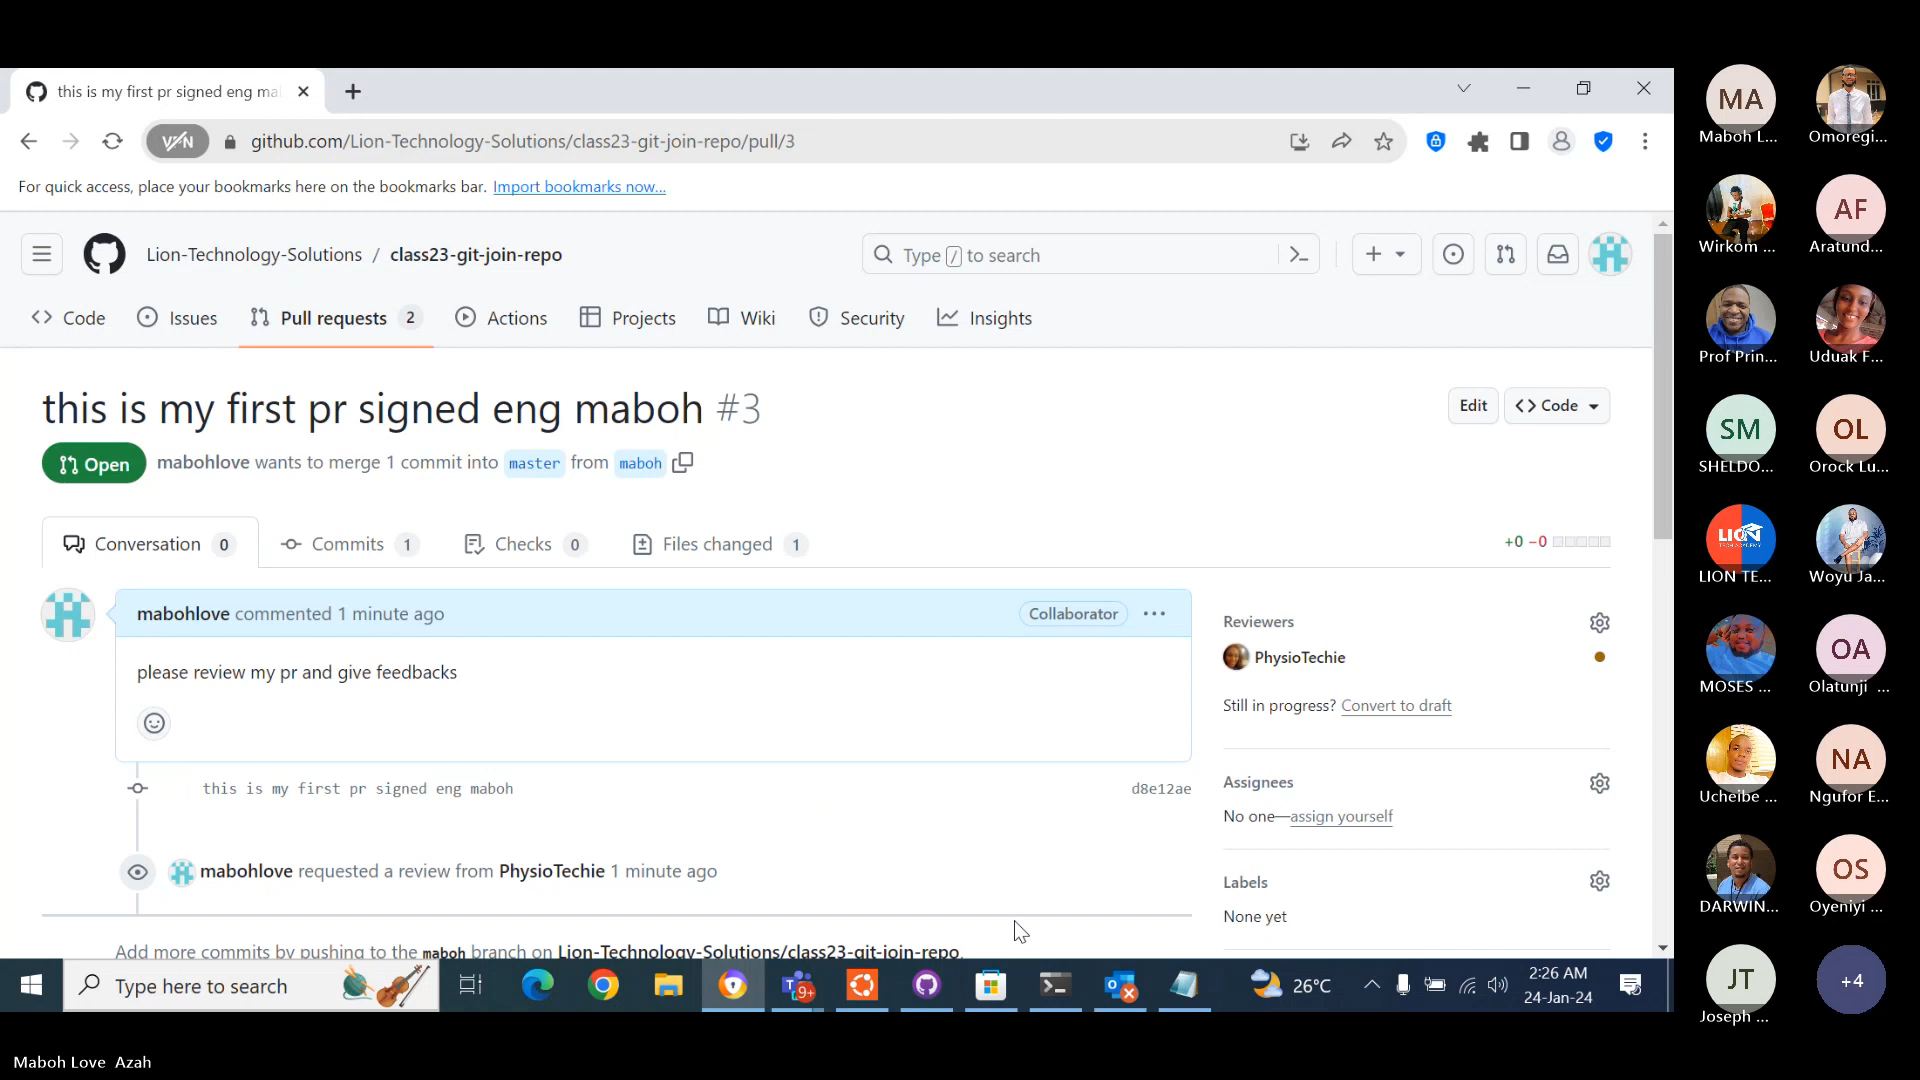 this is my first pr signed eng ma
github.com/Lion-Technology-Solutions/class23-git-join-repo/pull/3
For quick access, place your bookmarks here on the bookmarks bar. Import bookmarks now...
Lion-Technology-Solutions / class23-git-join-repo
Type / to search
Code Issues Pull requests 2 Actions Projects Wiki Security Insights
this is my first pr signed eng maboh #3
Edit Code
Open mabohlove wants to merge 1 commit into master from maboh
Conversation 0 Commits 1 Checks 0 Files changed 1 +0 −0
mabohlove commented 1 minute ago Collaborator
please review my pr and give feedbacks
this is my first pr signed eng maboh d8e12ae
mabohlove requested a review from PhysioTechie 1 minute ago
Add more commits by pushing to the maboh branch on Lion-Technology-Solutions/class23-git-join-repo.
Reviewers
PhysioTechie
Still in progress? Convert to draft
Assignees
No one—assign yourself
Labels
None yet
Type here to search
9+
26°C
2:26 AM
24-Jan-24
MA
Maboh L...
Omoregi...
Wirkom ...
AF
Aratund...
Prof Prin...
Uduak F...
SM
SHELDO...
OL
Orock Lu...
LION
LION TE...
Woyu Ja...
MOSES ...
OA
Olatunji ...
Ucheibe ...
NA
Ngufor E...
DARWIN...
OS
Oyeniyi ...
JT
Joseph ...
+4
Maboh Love Azah